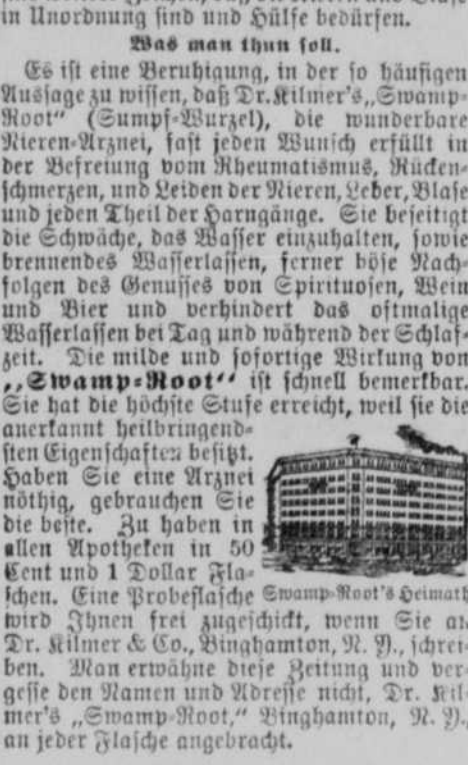 in Unordnung sind und Hülfe bedürfen.
Was man thun soll.
Es ist eine Beruhigung, in der so häufigen
Aussage zu wissen, daß Dr. Kilmer's „Swamp-
Root“ (Sumpf-Wurzel), die wunderbare
Nieren-Arznei, fast jeden Wunsch erfüllt in
der Befreiung vom Rheumatismus, Rücken-
schmerzen, und Leiden der Nieren, Leber, Blase
und jeden Theil der Harngänge. Sie beseitigt
die Schwäche, das Wasser einzuhalten, sowie
brennendes Wasserlassen, ferner böse Nach-
folgen des Genusses von Spirituosen, Wein
und Bier und verhindert das oftmalige
Wasserlassen bei Tag und während der Schlaf-
zeit. Die milde und sofortige Wirkung von
„Swamp-Root“ ist schnell bemerkbar.
Sie hat die höchste Stufe erreicht, weil sie die
anerkannt heilbringend-
sten Eigenschaften besitzt.
Haben Sie eine Arznei
nöthig, gebrauchen Sie
die beste. Zu haben in
allen Apotheken in 50
Cent und 1 Dollar Fla-
schen. Eine Probeflasche
Swamp-Root's Heimath
wird Ihnen frei zugeschickt, wenn Sie an
Dr. Kilmer & Co., Binghamton, N. Y., schrei-
ben. Man erwähne diese Zeitung und ver-
gesse den Namen und Adresse nicht, Dr. Kil-
mer's „Swamp-Root,“ Binghamton, N. Y.,
an jeder Flasche angebracht.